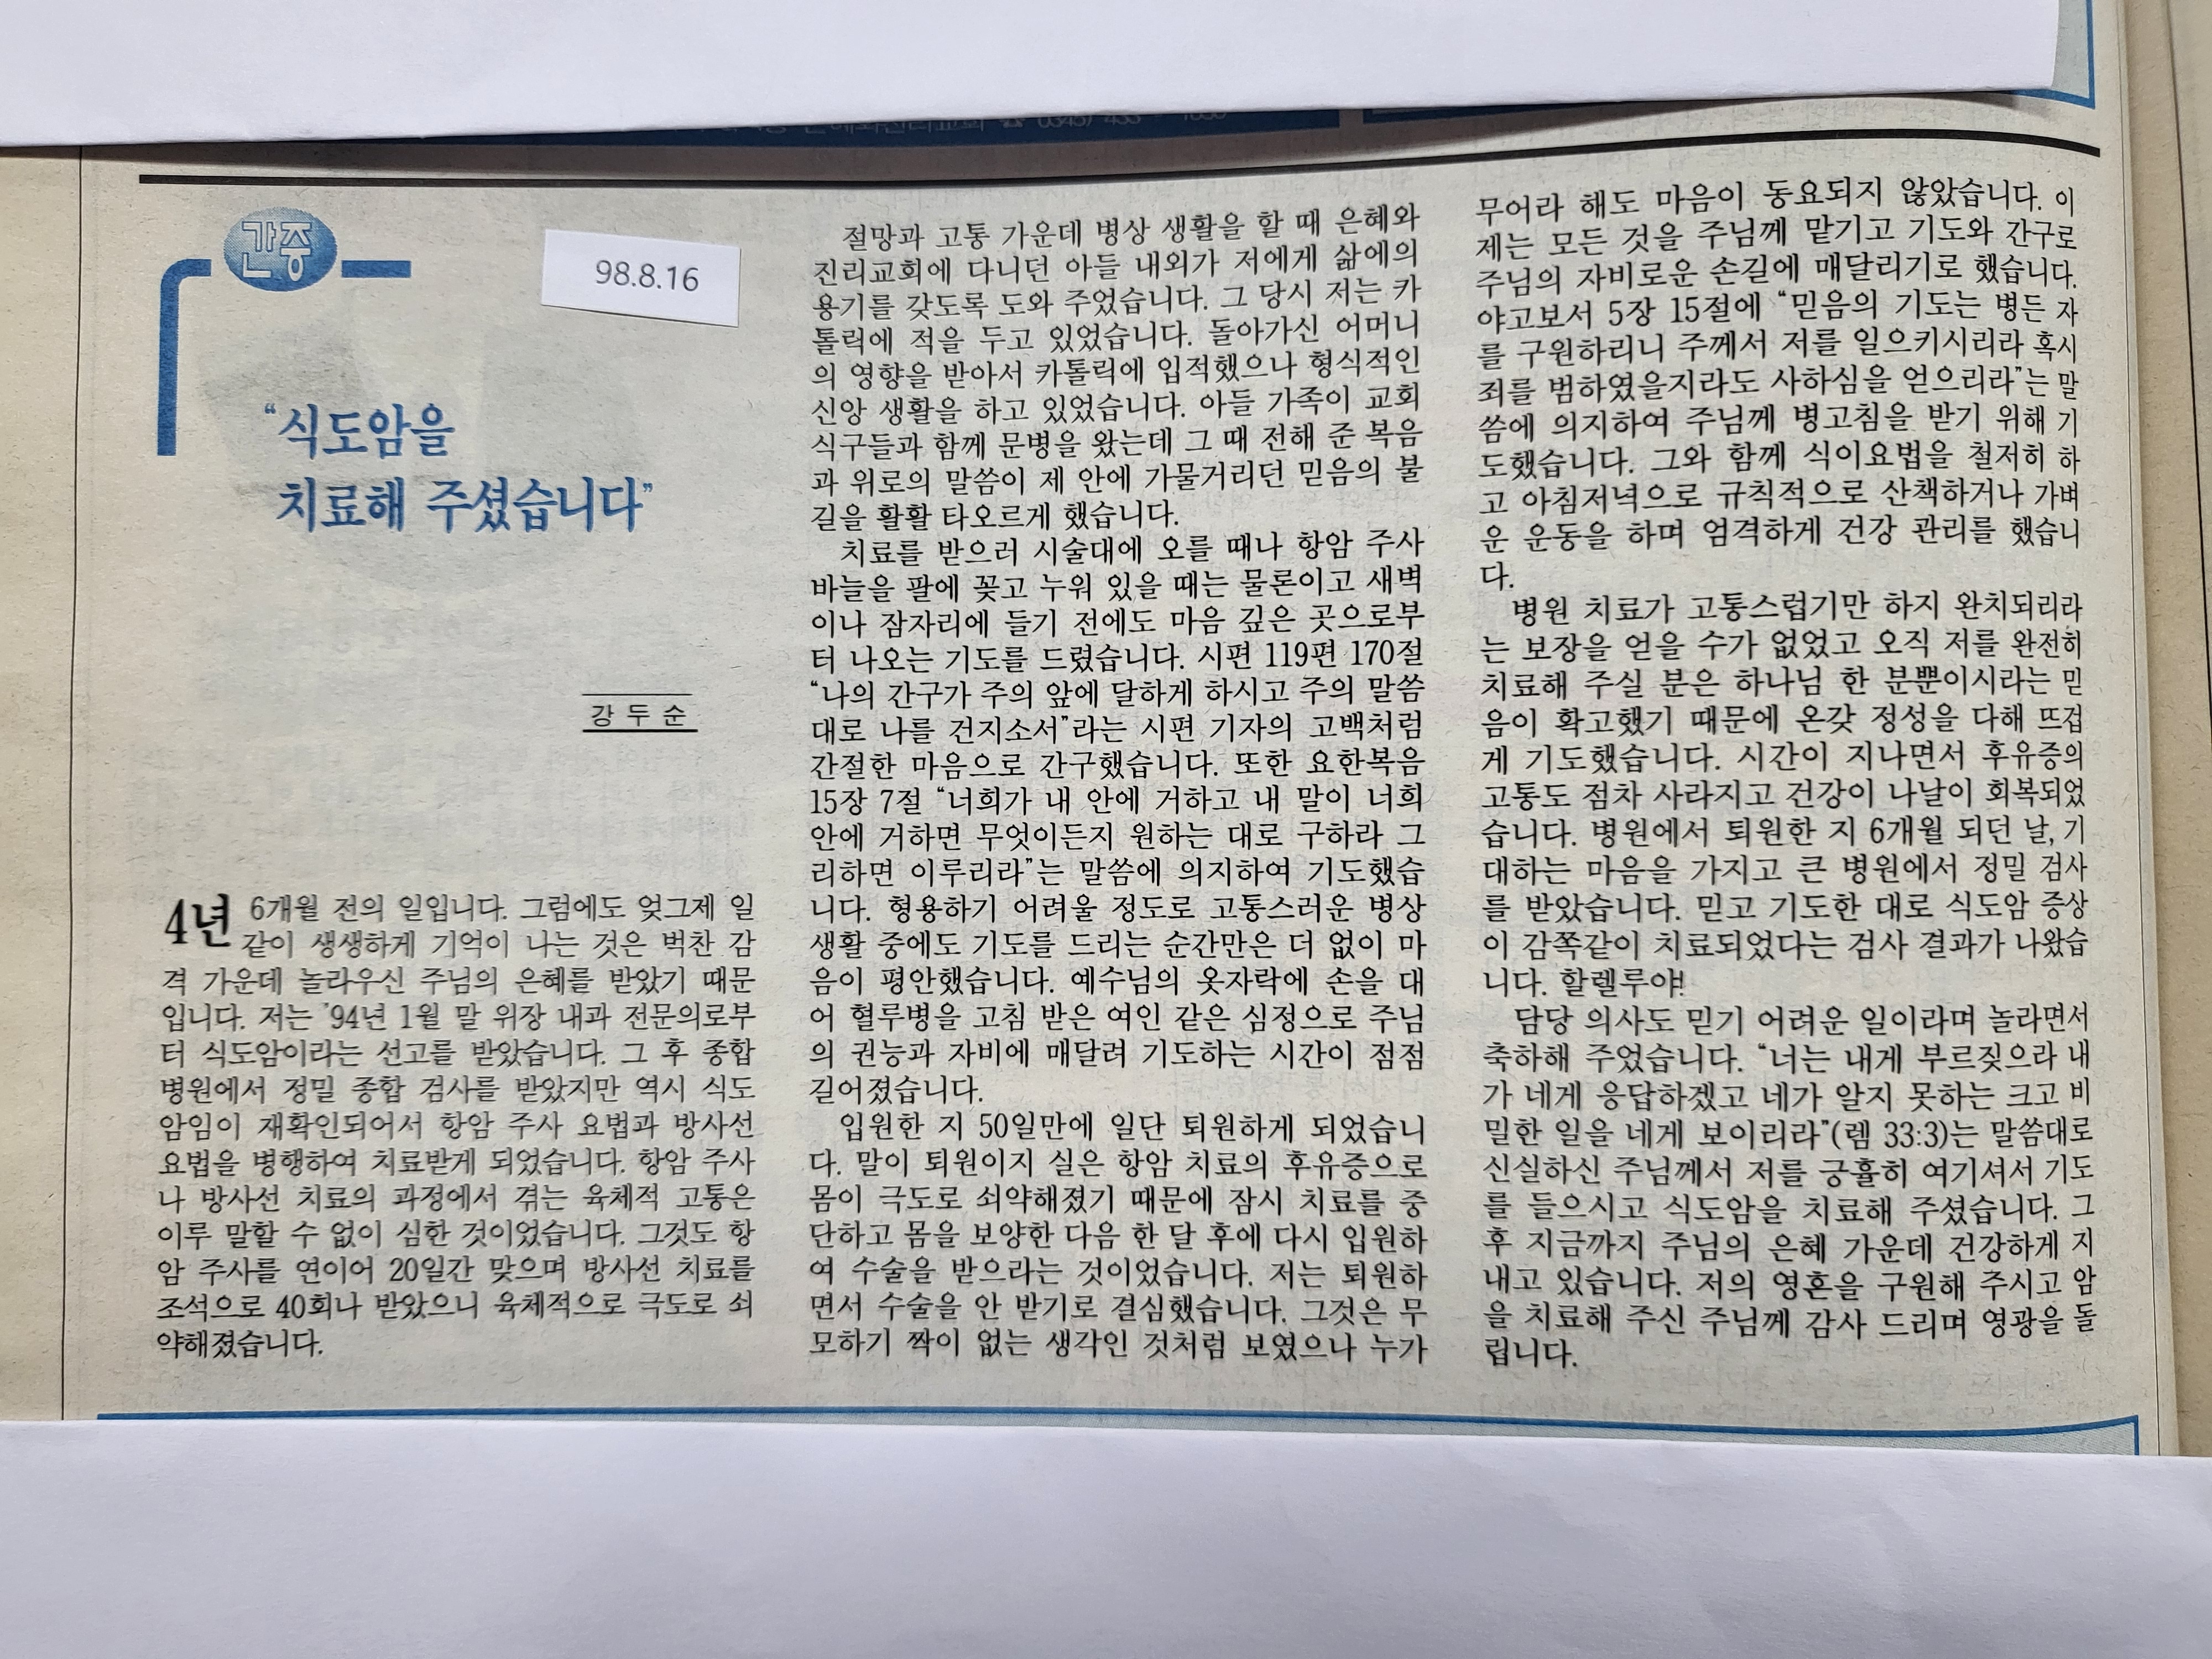 간증
98.8.16
“식도암을
치료해 주셨습니다”
강 두 순
4년 6개월 전의 일입니다. 그럼에도 엊그제 일
같이 생생하게 기억이 나는 것은 벅찬 감
격 가운데 놀라우신 주님의 은혜를 받았기 때문
입니다. 저는 '94년 1월 말 위장 내과 전문의로부
터 식도암이라는 선고를 받았습니다. 그 후 종합
병원에서 정밀 종합 검사를 받았지만 역시 식도
암임이 재확인되어서 항암 주사 요법과 방사선
요법을 병행하여 치료받게 되었습니다. 항암 주사
나 방사선 치료의 과정에서 겪는 육체적 고통은
이루 말할 수 없이 심한 것이었습니다. 그것도 항
암 주사를 연이어 20일간 맞으며 방사선 치료를
조석으로 40회나 받았으니 육체적으로 극도로 쇠
약해졌습니다.
절망과 고통 가운데 병상 생활을 할 때 은혜와
진리교회에 다니던 아들 내외가 저에게 삶에의
용기를 갖도록 도와 주었습니다. 그 당시 저는 카
톨릭에 적을 두고 있었습니다. 돌아가신 어머니
의 영향을 받아서 카톨릭에 입적했으나 형식적인
신앙 생활을 하고 있었습니다. 아들 가족이 교회
식구들과 함께 문병을 왔는데 그 때 전해 준 복음
과 위로의 말씀이 제 안에 가물거리던 믿음의 불
길을 활활 타오르게 했습니다.
치료를 받으러 시술대에 오를 때나 항암 주사
바늘을 팔에 꽂고 누워 있을 때는 물론이고 새벽
이나 잠자리에 들기 전에도 마음 깊은 곳으로부
터 나오는 기도를 드렸습니다. 시편 119편 170절
“나의 간구가 주의 앞에 달하게 하시고 주의 말씀
대로 나를 건지소서”라는 시편 기자의 고백처럼
간절한 마음으로 간구했습니다. 또한 요한복음
15장 7절 “너희가 내 안에 거하고 내 말이 너희
안에 거하면 무엇이든지 원하는 대로 구하라 그
리하면 이루리라”는 말씀에 의지하여 기도했습
니다. 형용하기 어려울 정도로 고통스러운 병상
생활 중에도 기도를 드리는 순간만은 더 없이 마
음이 평안했습니다. 예수님의 옷자락에 손을 대
어 혈루병을 고침 받은 여인 같은 심정으로 주님
의 권능과 자비에 매달려 기도하는 시간이 점점
길어졌습니다.
입원한 지 50일만에 일단 퇴원하게 되었습니
다. 말이 퇴원이지 실은 항암 치료의 후유증으로
몸이 극도로 쇠약해졌기 때문에 잠시 치료를 중
단하고 몸을 보양한 다음 한 달 후에 다시 입원하
여 수술을 받으라는 것이었습니다. 저는 퇴원하
면서 수술을 안 받기로 결심했습니다. 그것은 무
모하기 짝이 없는 생각인 것처럼 보였으나 누가
무어라 해도 마음이 동요되지 않았습니다. 이
제는 모든 것을 주님께 맡기고 기도와 간구로
주님의 자비로운 손길에 매달리기로 했습니다.
야고보서 5장 15절에 “믿음의 기도는 병든 자
를 구원하리니 주께서 저를 일으키시리라 혹시
죄를 범하였을지라도 사하심을 얻으리라”는 말
씀에 의지하여 주님께 병고침을 받기 위해 기
도했습니다. 그와 함께 식이요법을 철저히 하
고 아침저녁으로 규칙적으로 산책하거나 가벼
운 운동을 하며 엄격하게 건강 관리를 했습니
다.
병원 치료가 고통스럽기만 하지 완치되리라
는 보장을 얻을 수가 없었고 오직 저를 완전히
치료해 주실 분은 하나님 한 분뿐이시라는 믿
음이 확고했기 때문에 온갖 정성을 다해 뜨겁
게 기도했습니다. 시간이 지나면서 후유증의
고통도 점차 사라지고 건강이 나날이 회복되었
습니다. 병원에서 퇴원한 지 6개월 되던 날, 기
대하는 마음을 가지고 큰 병원에서 정밀 검사
를 받았습니다. 믿고 기도한 대로 식도암 증상
이 감쪽같이 치료되었다는 검사 결과가 나왔습
니다. 할렐루야!
담당 의사도 믿기 어려운 일이라며 놀라면서
축하해 주었습니다. “너는 내게 부르짖으라 내
가 네게 응답하겠고 네가 알지 못하는 크고 비
밀한 일을 네게 보이리라”(렘 33:3)는 말씀대로
신실하신 주님께서 저를 긍휼히 여기셔서 기도
를 들으시고 식도암을 치료해 주셨습니다. 그
후 지금까지 주님의 은혜 가운데 건강하게 지
내고 있습니다. 저의 영혼을 구원해 주시고 암
을 치료해 주신 주님께 감사 드리며 영광을 돌
립니다.